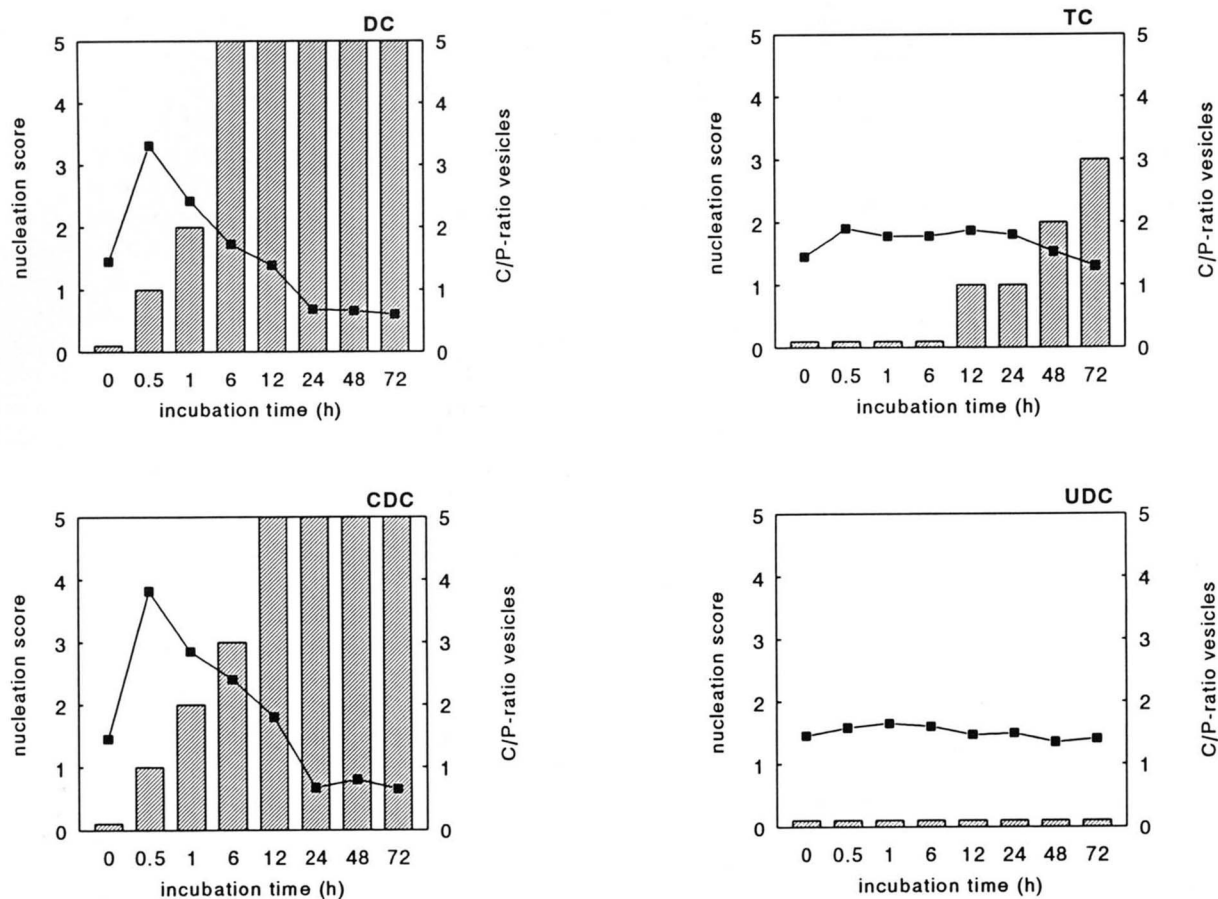 DC
5 4 3 2 1 0
nucleation score
5 4 3 2 1 0
C/P-ratio vesicles
0 0.5 1 6 12 24 48 72
incubation time (h)
TC
5 4 3 2 1 0
nucleation score
5 4 3 2 1 0
C/P-ratio vesicles
0 0.5 1 6 12 24 48 72
incubation time (h)
CDC
5 4 3 2 1 0
nucleation score
5 4 3 2 1 0
C/P-ratio vesicles
0 0.5 1 6 12 24 48 72
incubation time (h)
UDC
5 4 3 2 1 0
nucleation score
5 4 3 2 1 0
C/P-ratio vesicles
0 0.5 1 6 12 24 48 72
incubation time (h)